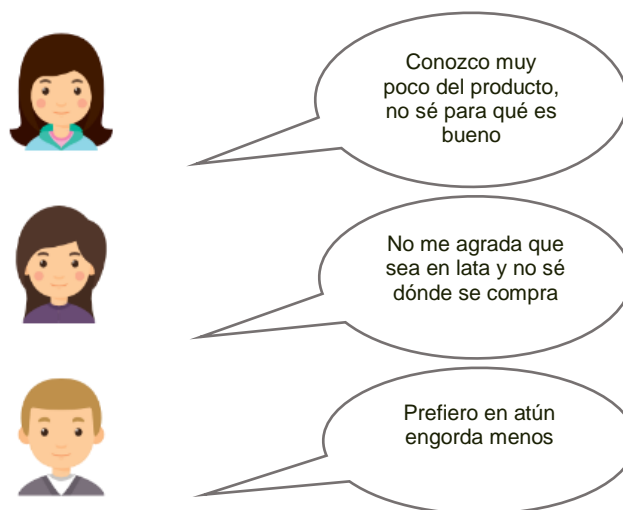 Conozco muy
poco del producto,
no sé para qué es
bueno
No me agrada que
sea en lata y no sé
dónde se compra
Prefiero en atún
engorda menos